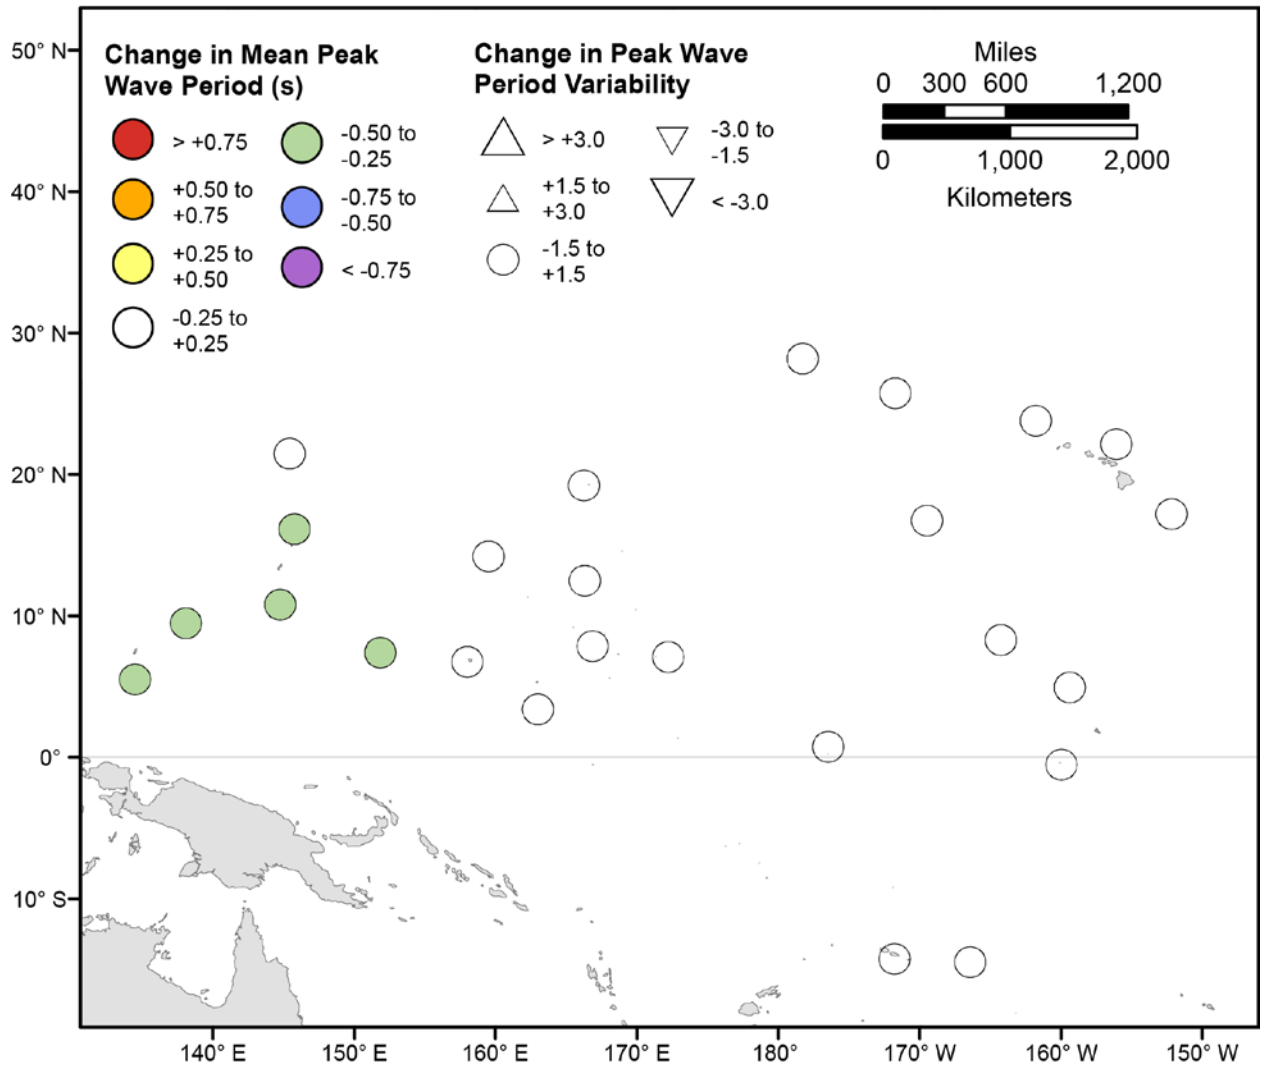 Change in Mean Peak
Wave Period (s)
> +0.75
+0.50 to
+0.75
+0.25 to
+0.50
-0.25 to
+0.25
-0.50 to
-0.25
-0.75 to
-0.50
< -0.75
Change in Peak Wave
Period Variability
> +3.0
+1.5 to
+3.0
-1.5 to
+1.5
-3.0 to
-1.5
< -3.0
Miles
0 300 600 1,200
0 1,000 2,000
Kilometers
50° N
40° N
30° N
20° N
10° N
0°
10° S
140° E 150° E 160° E 170° E 180° 170° W 160° W 150° W